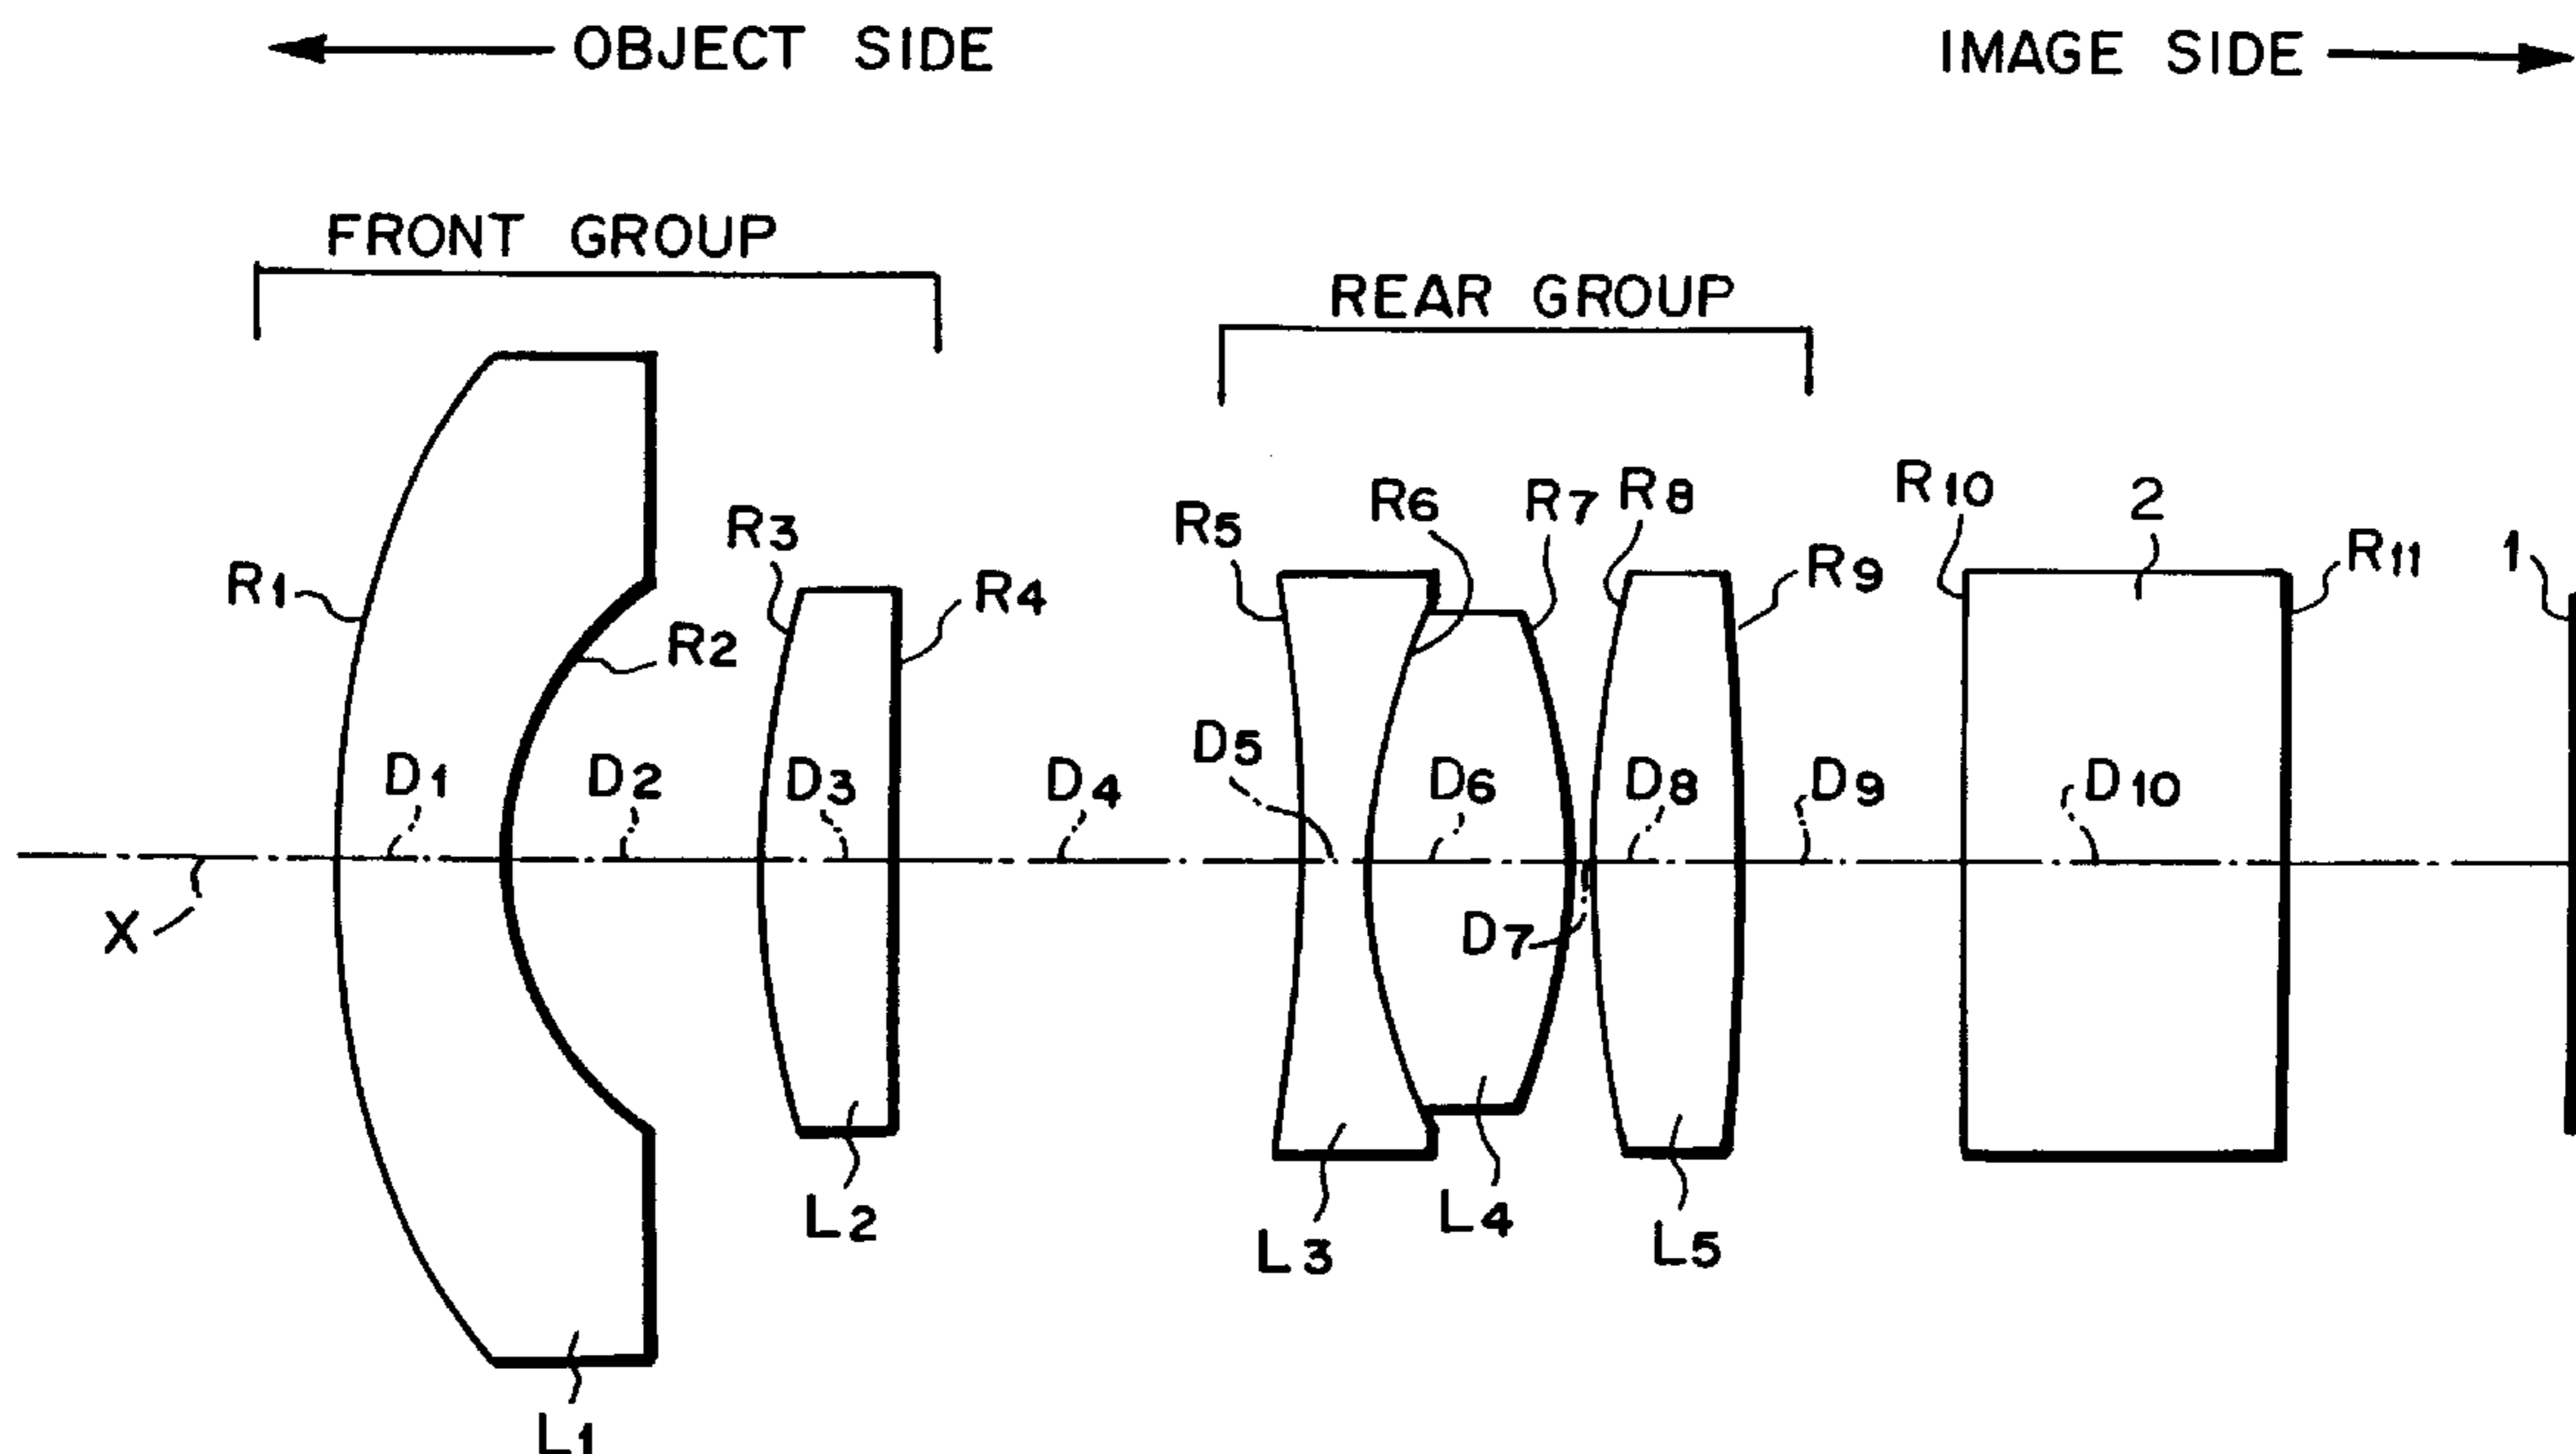 OBJECT SIDE
IMAGE SIDE
FRONT GROUP
REAR GROUP
R1
R2
R3
R4
R5
R6
R7
R8
R9
R10
2
R11
1
D1
D2
D3
D4
D5
D6
D7
D8
D9
D10
X
L1
L2
L3
L4
L5